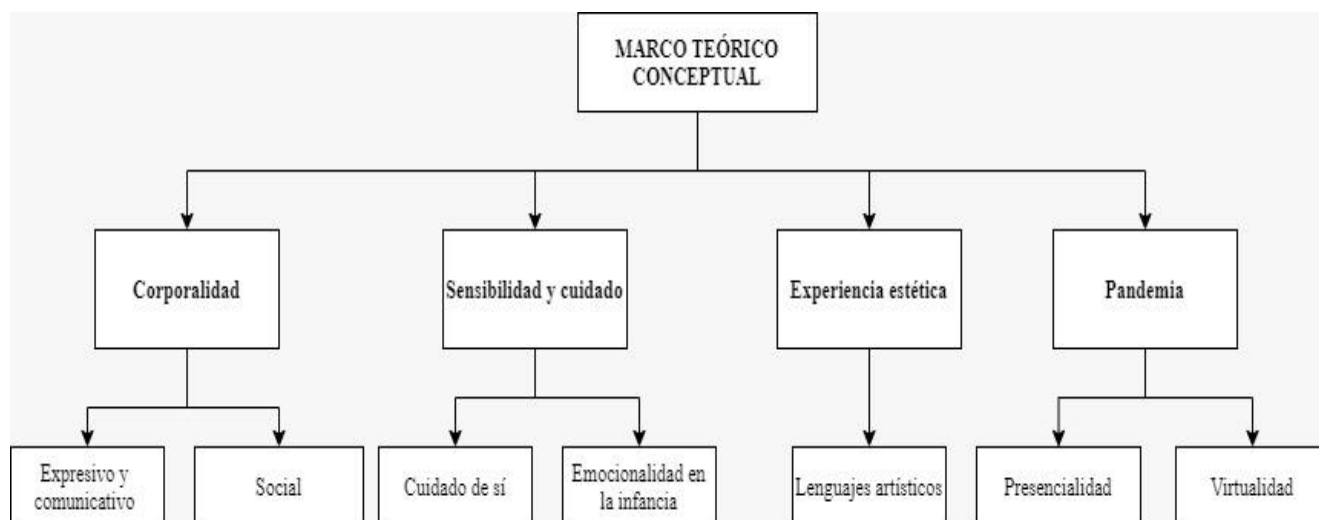 MARCO TEÓRICO
CONCEPTUAL
Corporalidad
Sensibilidad y cuidado
Experiencia estética
Pandemia
Expresivo y
comunicativo
Social
Cuidado de sí
Emocionalidad en
la infancia
Lenguajes artísticos
Presencialidad
Virtualidad